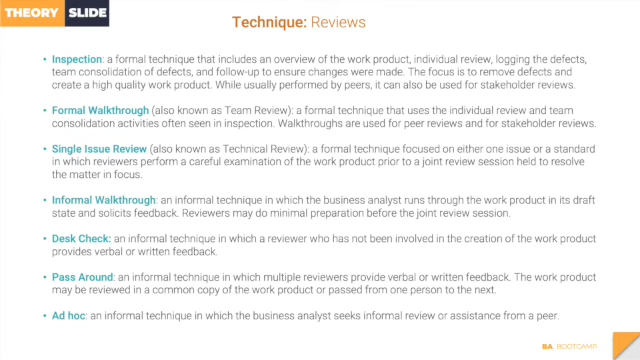 THEORY SLIDE
Technique: Reviews
• Inspection: a formal technique that includes an overview of the work product, individual review, logging the defects,
team consolidation of defects, and follow-up to ensure changes were made. The focus is to remove defects and
create a high quality work product. While usually performed by peers, it can also be used for stakeholder reviews.
• Formal Walkthrough (also known as Team Review): a formal technique that uses the individual review and team
consolidation activities often seen in inspection. Walkthroughs are used for peer reviews and for stakeholder reviews.
• Single Issue Review (also known as Technical Review): a formal technique focused on either one issue or a standard
in which reviewers perform a careful examination of the work product prior to a joint review session held to resolve
the matter in focus.
• Informal Walkthrough: an informal technique in which the business analyst runs through the work product in its draft
state and solicits feedback. Reviewers may do minimal preparation before the joint review session.
• Desk Check: an informal technique in which a reviewer who has not been involved in the creation of the work product
provides verbal or written feedback.
• Pass Around: an informal technique in which multiple reviewers provide verbal or written feedback. The work product
may be reviewed in a common copy of the work product or passed from one person to the next.
• Ad hoc: an informal technique in which the business analyst seeks informal review or assistance from a peer.
BA BOOTCAMP